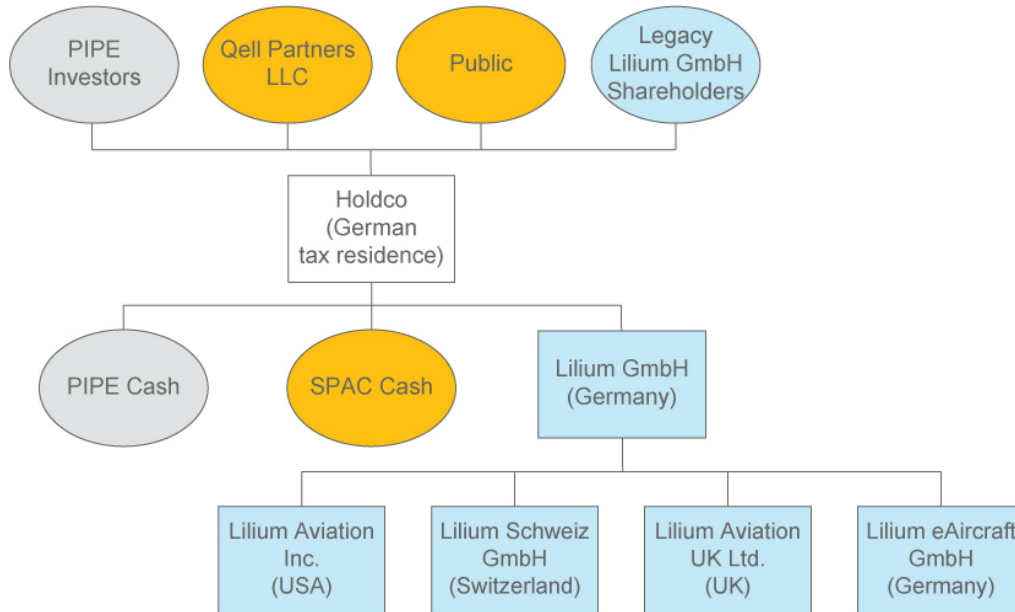 PIPE
Investors
Qell Partners
LLC
Public
Legacy
Lilium GmbH
Shareholders
Holdco
(German
tax residence)
PIPE Cash
SPAC Cash
Lilium GmbH
(Germany)
Lilium Aviation
Inc.
(USA)
Lilium Schweiz
GmbH
(Switzerland)
Lilium Aviation
UK Ltd.
(UK)
Lilium eAircraft
GmbH
(Germany)